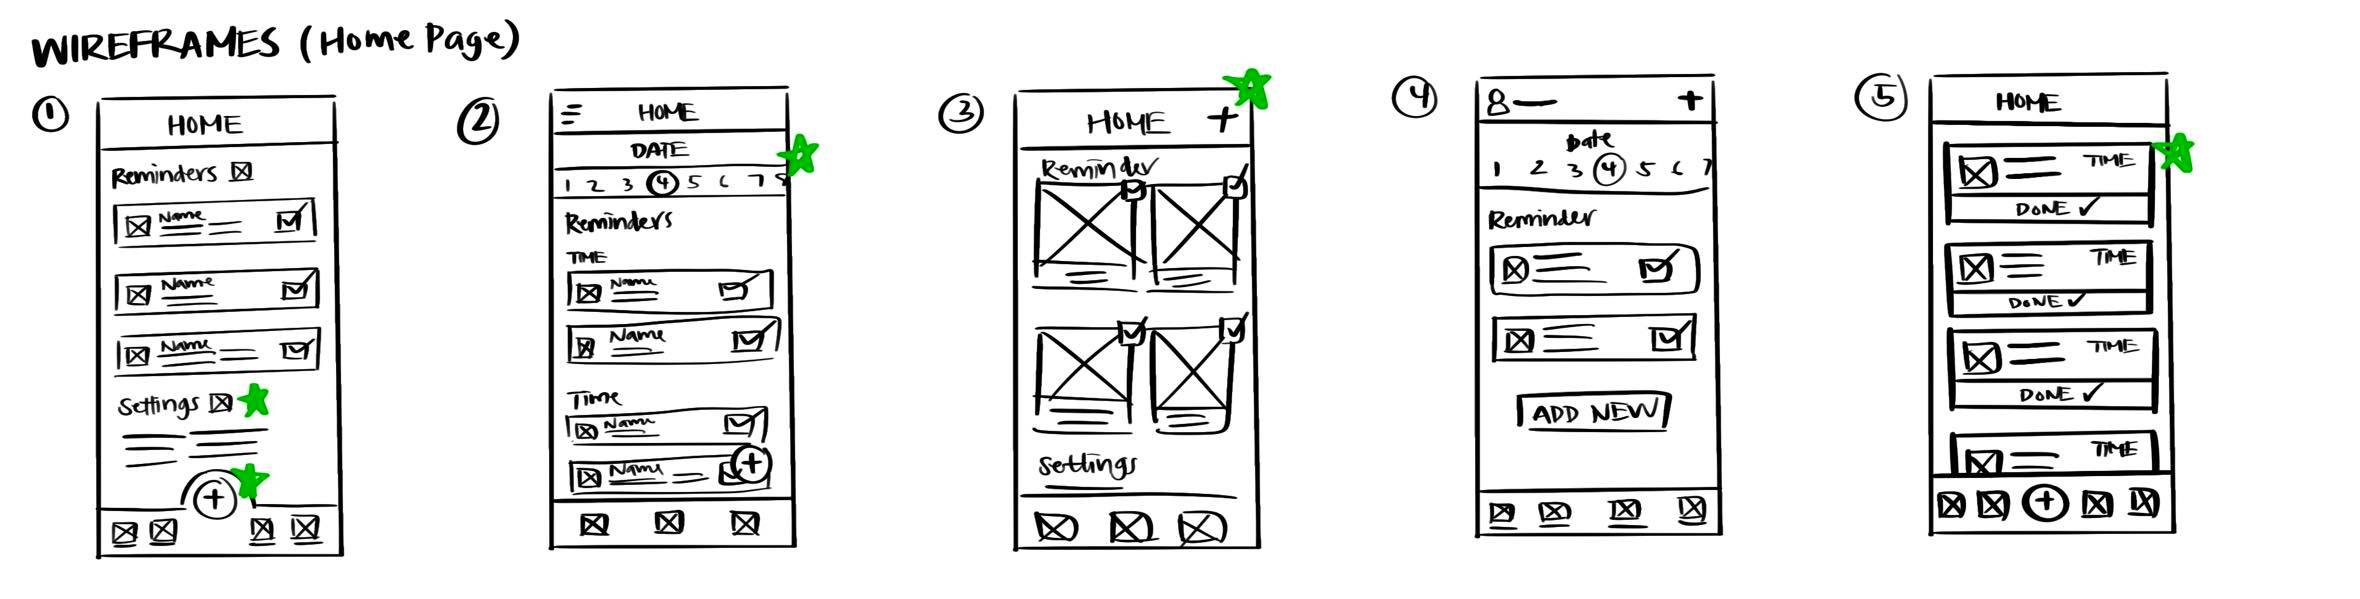 WIREFRAMES (Home Page)
1
HOME
Reminders
Name
Name
Name
Settings
+
2
HOME
DATE
1 2 3 4 5 6 7 8
Reminders
TIME
Name
Name
Time
Name
Name
+
3
HOME +
Reminder
settings
4
+
Date
1 2 3 4 5 6 7
Reminder
ADD NEW
5
HOME
TIME
DONE ✓
TIME
DONE ✓
TIME
DONE ✓
TIME
+